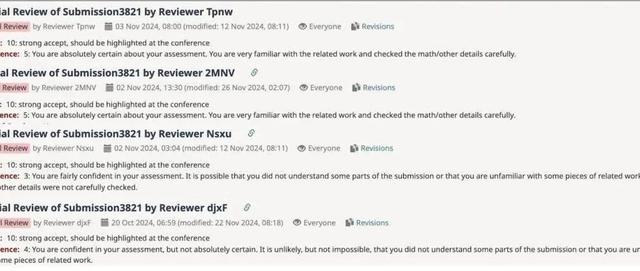 ial Review of Submission3821 by Reviewer Tpnw
l Review by Reviewer Tpnw 03 Nov 2024, 08:00 (modified: 12 Nov 2024, 08:11) Everyone Revisions
: 10: strong accept, should be highlighted at the conference
ence: 5: You are absolutely certain about your assessment. You are very familiar with the related work and checked the math/other details carefully.
ial Review of Submission3821 by Reviewer 2MNV
l Review by Reviewer 2MNV 02 Nov 2024, 13:30 (modified: 26 Nov 2024, 02:07) Everyone Revisions
: 10: strong accept, should be highlighted at the conference
ence: 5: You are absolutely certain about your assessment. You are very familiar with the related work and checked the math/other details carefully.
ial Review of Submission3821 by Reviewer Nsxu
l Review by Reviewer Nsxu 02 Nov 2024, 03:04 (modified: 12 Nov 2024, 08:11) Everyone Revisions
: 10: strong accept, should be highlighted at the conference
ence: 3: You are fairly confident in your assessment. It is possible that you did not understand some parts of the submission or that you are unfamiliar with some pieces of related work
other details were not carefully checked.
ial Review of Submission3821 by Reviewer djxF
l Review by Reviewer djxF 20 Oct 2024, 06:59 (modified: 22 Nov 2024, 08:18) Everyone Revisions
: 10: strong accept, should be highlighted at the conference
ence: 4: You are confident in your assessment, but not absolutely certain. It is unlikely, but not impossible, that you did not understand some parts of the submission or that you are un
me pieces of related work.